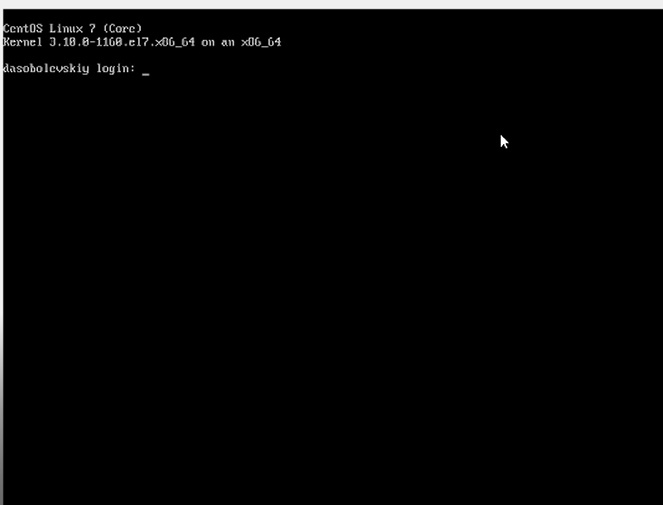 CentOS Linux 7 (Core)
Kernel 3.10.0-1160.el7.x86_64 on an x86_64
dasobolevskiy login: _